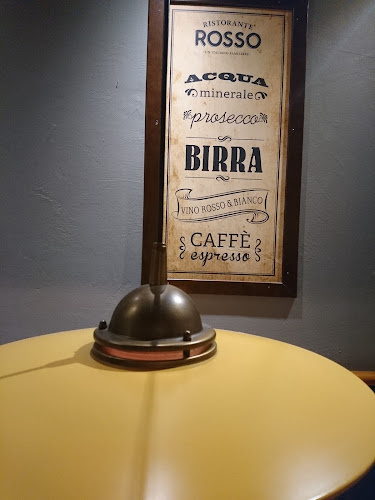 RISTORANTE
ROSSO
ACQUA
minerale
prosecco
BIRRA
VINO ROSSO & BIANCO
CAFFÈ
espresso